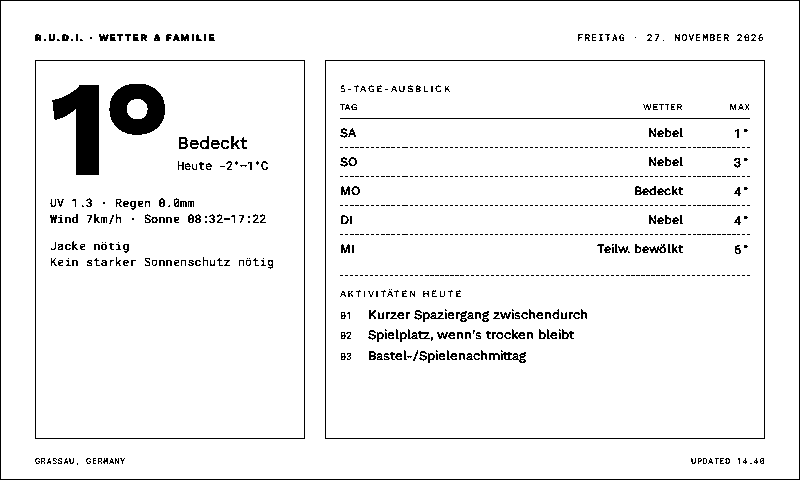 R.U.D.I. · WETTER & FAMILIE
FREITAG · 27. NOVEMBER 2026
1°
Bedeckt
Heute -2°-1°C
UV 1.3 · Regen 0.0mm
Wind 7km/h · Sonne 08:32-17:22
Jacke nötig
Kein starker Sonnenschutz nötig
5-TAGE-AUSBLICK
TAG WETTER MAX
SA Nebel 1°
SO Nebel 3°
MO Bedeckt 4°
DI Nebel 4°
MI Teilw. bewölkt 6°
AKTIVITÄTEN HEUTE
01 Kurzer Spaziergang zwischendurch
02 Spielplatz, wenn's trocken bleibt
03 Bastel-/Spielenachmittag
GRASSAU, GERMANY
UPDATED 14.40